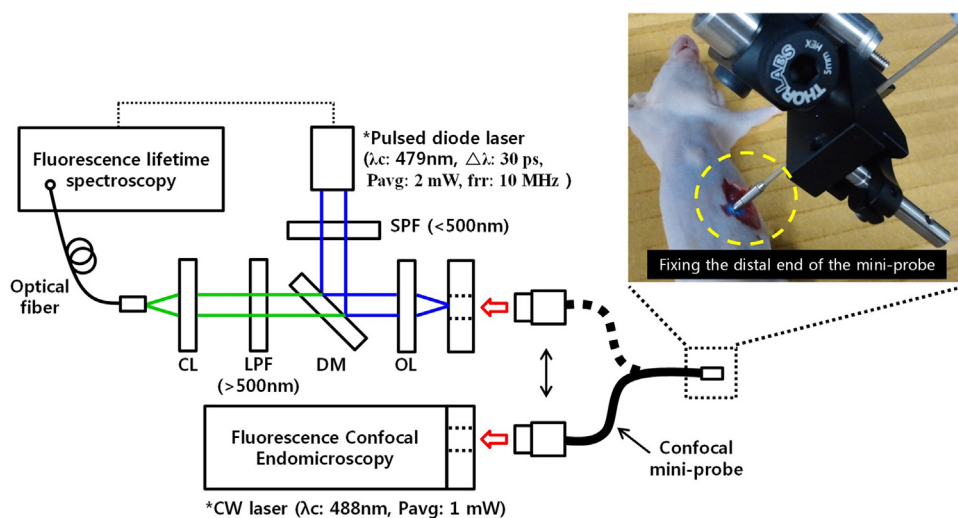 Fluorescence lifetime
spectroscopy
*Pulsed diode laser
(λc: 479nm, △λ: 30 ps,
Pavg: 2 mW, frr: 10 MHz )
SPF (<500nm)
Optical
fiber
CL
LPF
(>500nm)
DM
OL
Fluorescence Confocal
Endomicroscopy
*CW laser (λc: 488nm, Pavg: 1 mW)
Confocal
mini-probe
THORLABS
5mm HEX
Fixing the distal end of the mini-probe